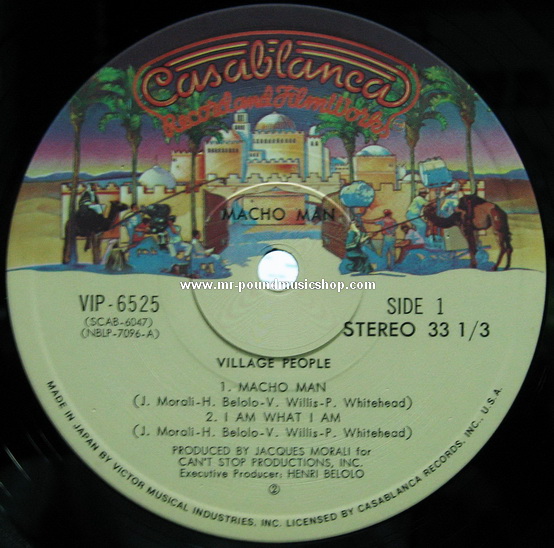 Casablanca
Record and FilmWorks
MACHO MAN
www.mr-poundmusicshop.com
VIP-6525
(SCAB-6047)
(NBLP-7096-A)
SIDE 1
STEREO 33 1/3
VILLAGE PEOPLE
1. MACHO MAN
(J. Morali-H. Belolo-V. Willis-P. Whitehead)
2. I AM WHAT I AM
(J. Morali-H. Belolo-V. Willis-P. Whitehead)
PRODUCED BY JACQUES MORALI for
CAN'T STOP PRODUCTIONS, INC.
Executive Producer: HENRI BELOLO
Ⓟ
MADE IN JAPAN BY VICTOR MUSICAL INDUSTRIES, INC. LICENSED BY CASABLANCA RECORDS, INC., U.S.A.